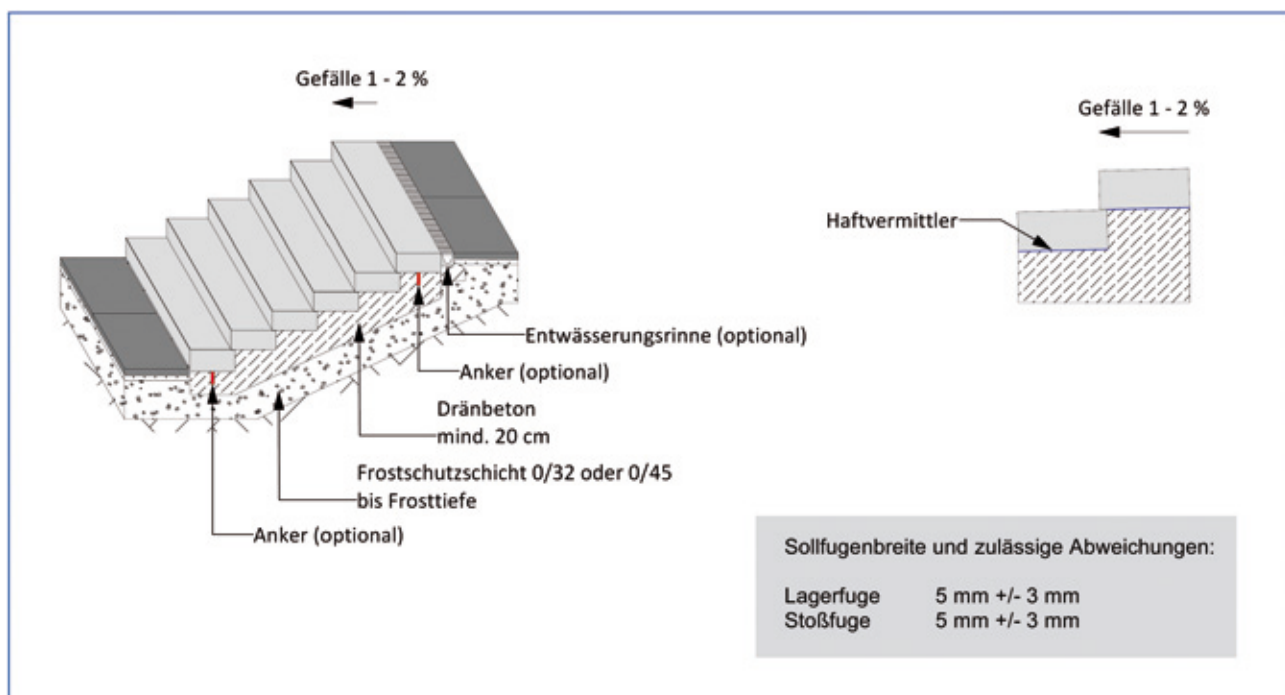 Gefälle 1 - 2 %
Gefälle 1 - 2 %
Haftvermittler
Entwässerungsrinne (optional)
Anker (optional)
Dränbeton
mind. 20 cm
Frostschutzschicht 0/32 oder 0/45
bis Frosttiefe
Anker (optional)
Sollfugenbreite und zulässige Abweichungen:
Lagerfuge 5 mm +/- 3 mm
Stoßfuge 5 mm +/- 3 mm